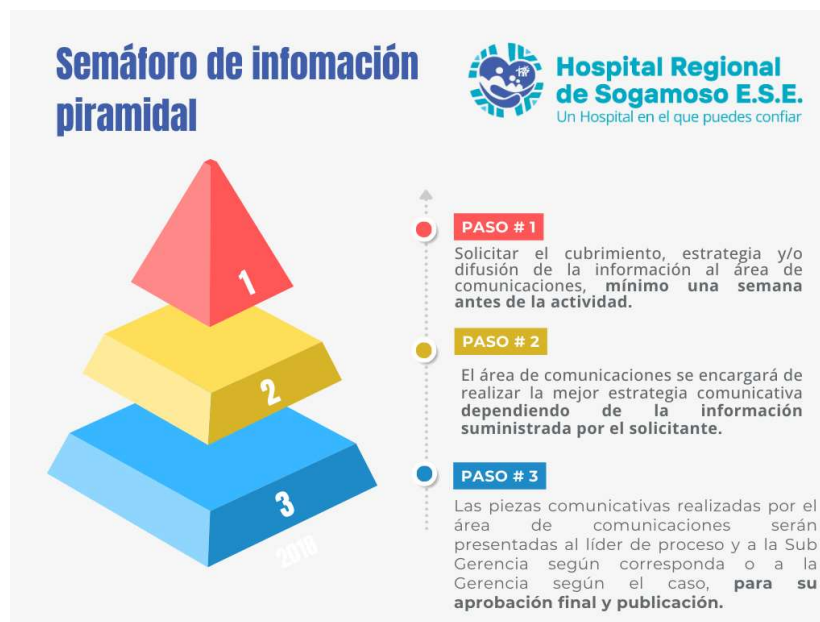 Semáforo de infomación
piramidal
Hospital Regional
de Sogamoso E.S.E.
Un Hospital en el que puedes confiar
1
2
3
2018
PASO # 1
Solicitar el cubrimiento, estrategia y/o
difusión de la información al área de
comunicaciones, mínimo una semana
antes de la actividad.
PASO # 2
El área de comunicaciones se encargará de
realizar la mejor estrategia comunicativa
dependiendo de la información
suministrada por el solicitante.
PASO # 3
Las piezas comunicativas realizadas por el
área de comunicaciones serán
presentadas al líder de proceso y a la Sub
Gerencia según corresponda o a la
Gerencia según el caso, para su
aprobación final y publicación.